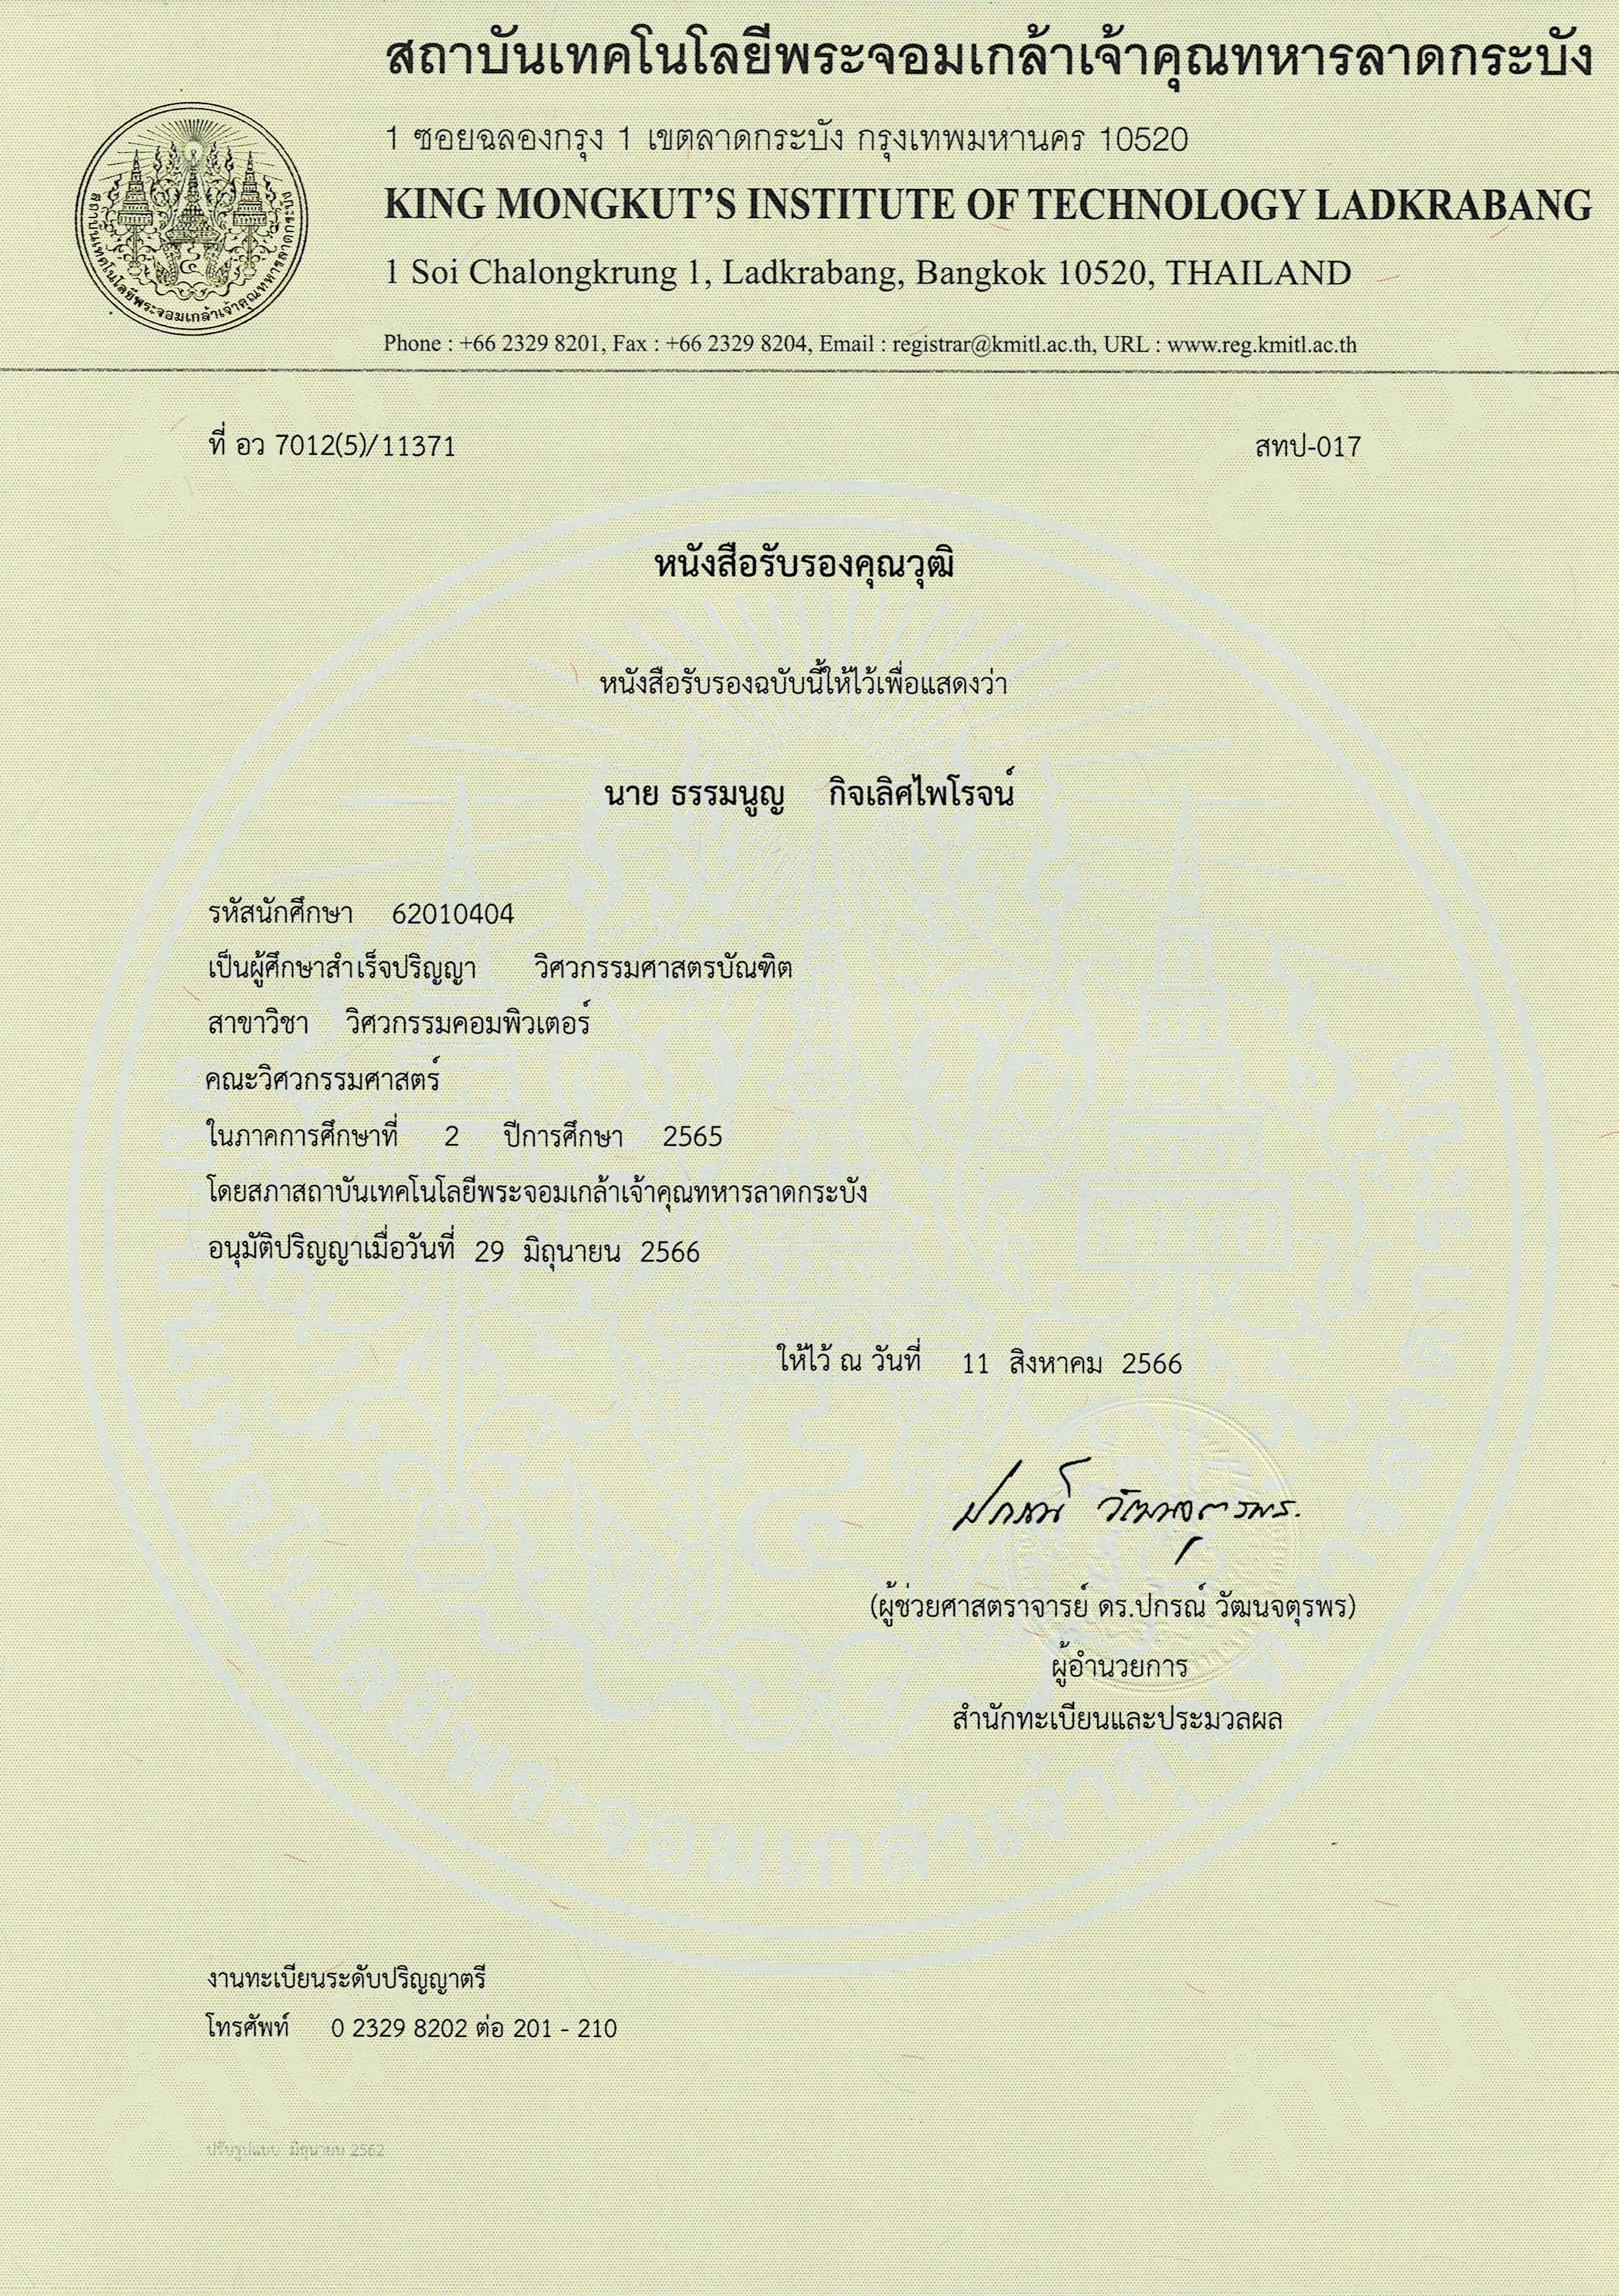 สถาบันเทคโนโลยีพระจอมเกล้าเจ้าคุณทหารลาดกระบัง
1 ซอยฉลองกรุง 1 เขตลาดกระบัง กรุงเทพมหานคร 10520
KING MONGKUT'S INSTITUTE OF TECHNOLOGY LADKRABANG
1 Soi Chalongkrung 1, Ladkrabang, Bangkok 10520, THAILAND
Phone : +66 2329 8201, Fax : +66 2329 8204, Email : registrar@kmitl.ac.th, URL : www.reg.kmitl.ac.th
สถาบันเทคโนโลยีพระจอมเกล้าเจ้าคุณทหารลาดกระบัง
ที่ อว 7012(5)/11371 สทป-017
หนังสือรับรองคุณวุฒิ
หนังสือรับรองฉบับนี้ให้ไว้เพื่อแสดงว่า
นาย ธรรมนูญ กิจเลิศไพโรจน์
รหัสนักศึกษา 62010404
เป็นผู้ศึกษาสำเร็จปริญญา วิศวกรรมศาสตรบัณฑิต
สาขาวิชา วิศวกรรมคอมพิวเตอร์
คณะวิศวกรรมศาสตร์
ในภาคการศึกษาที่ 2 ปีการศึกษา 2565
โดยสภาสถาบันเทคโนโลยีพระจอมเกล้าเจ้าคุณทหารลาดกระบัง
อนุมัติปริญญาเมื่อวันที่ 29 มิถุนายน 2566
ให้ไว้ ณ วันที่ 11 สิงหาคม 2566
ปกรณ์ วัฒนจตุรพร.
(ผู้ช่วยศาสตราจารย์ ดร.ปกรณ์ วัฒนจตุรพร)
ผู้อำนวยการ
สำนักทะเบียนและประมวลผล
งานทะเบียนระดับปริญญาตรี
โทรศัพท์ 0 2329 8202 ต่อ 201 - 210
ปรับรูปแบบ มิถุนายน 2562